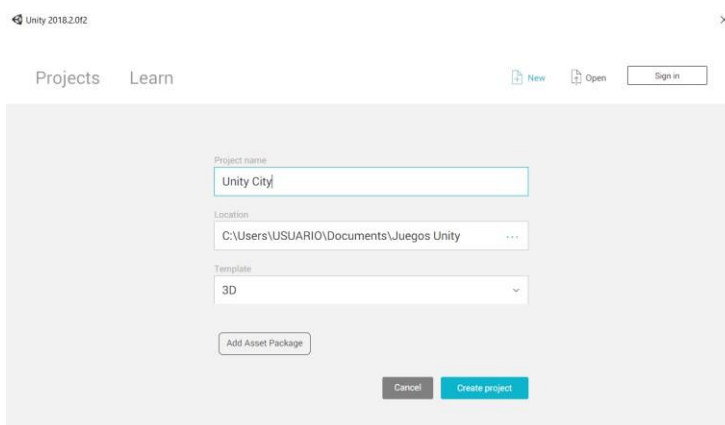 Unity 2018.2.0f2
Projects Learn New Open Sign in
Project name
Unity City
Location
C:\Users\USUARIO\Documents\Juegos Unity ...
Template
3D
Add Asset Package
Cancel Create project